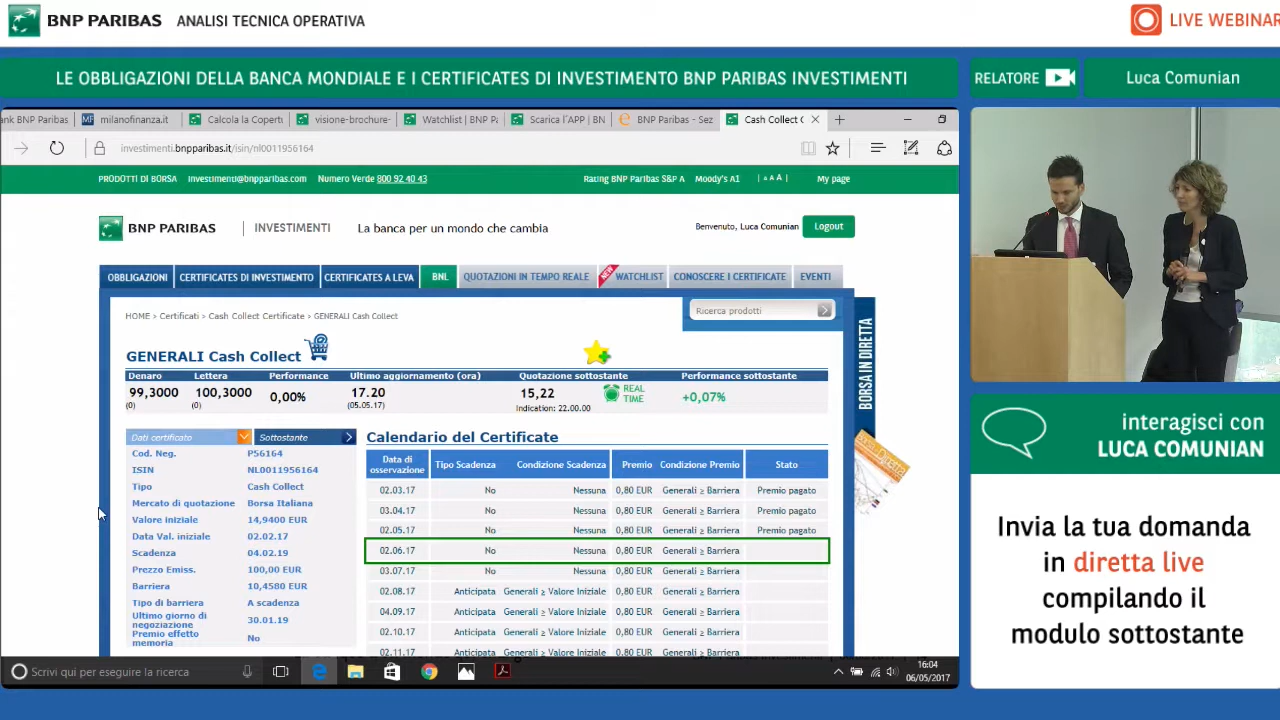 BNP PARIBAS ANALISI TECNICA OPERATIVA
LIVE WEBINAR
LE OBBLIGAZIONI DELLA BANCA MONDIALE E I CERTIFICATES DI INVESTIMENTO BNP PARIBAS INVESTIMENTI
RELATORE
Luca Comunian
ank BNP Paribas
milanofinanza.it
Calcola la Copert
visione-brochure-
Watchlist | BNP Pa
Scarica l'APP | BN
BNP Paribas - Sez
Cash Collect C
investimenti.bnpparibas.it/isin/nl0011956164
PRODOTTI DI BORSA investimenti@bnpparibas.com Numero Verde 800 92 40 43
Rating BNP Paribas S&P A Moody's A1 | A A A | My page
BNP PARIBAS | INVESTIMENTI La banca per un mondo che cambia
Benvenuto, Luca Comunian Logout
OBBLIGAZIONI CERTIFICATES DI INVESTIMENTO CERTIFICATES A LEVA BNL QUOTAZIONI IN TEMPO REALE NEW WATCHLIST CONOSCERE I CERTIFICATE EVENTI
Ricerca prodotti
HOME > Certificati > Cash Collect Certificate > GENERALI Cash Collect
BORSA IN DIRETTA
GENERALI Cash Collect
Denaro Lettera Performance Ultimo aggiornamento (ora) Quotazione sottostante Performance sottostante
99,3000 100,3000 0,00% 17.20 15,22 REAL TIME +0,07%
(0) (0) (05.05.17) Indication: 22.00.00
Dati certificato Sottostante
Cod. Neg. P56164
ISIN NL0011956164
Tipo Cash Collect
Mercato di quotazione Borsa Italiana
Valore iniziale 14,9400 EUR
Data Val. iniziale 02.02.17
Scadenza 04.02.19
Prezzo Emiss. 100,00 EUR
Barriera 10,4580 EUR
Tipo di barriera A scadenza
Ultimo giorno di negoziazione 30.01.19
Premio effetto memoria No
Calendario del Certificate
Data di osservazione Tipo Scadenza Condizione Scadenza Premio Condizione Premio Stato
02.03.17 No Nessuna 0,80 EUR Generali ≥ Barriera Premio pagato
03.04.17 No Nessuna 0,80 EUR Generali ≥ Barriera Premio pagato
02.05.17 No Nessuna 0,80 EUR Generali ≥ Barriera Premio pagato
02.06.17 No Nessuna 0,80 EUR Generali ≥ Barriera
03.07.17 No Nessuna 0,80 EUR Generali ≥ Barriera
02.08.17 Anticipata Generali ≥ Valore Iniziale 0,80 EUR Generali ≥ Barriera
04.09.17 Anticipata Generali ≥ Valore Iniziale 0,80 EUR Generali ≥ Barriera
02.10.17 Anticipata Generali ≥ Valore Iniziale 0,80 EUR Generali ≥ Barriera
02.11.17 Anticipata Generali ≥ Valore Iniziale 0,80 EUR Generali ≥ Barriera
Scrivi qui per eseguire la ricerca
16:04
06/05/2017
interagisci con
LUCA COMUNIAN
Invia la tua domanda
in diretta live
compilando il
modulo sottostante